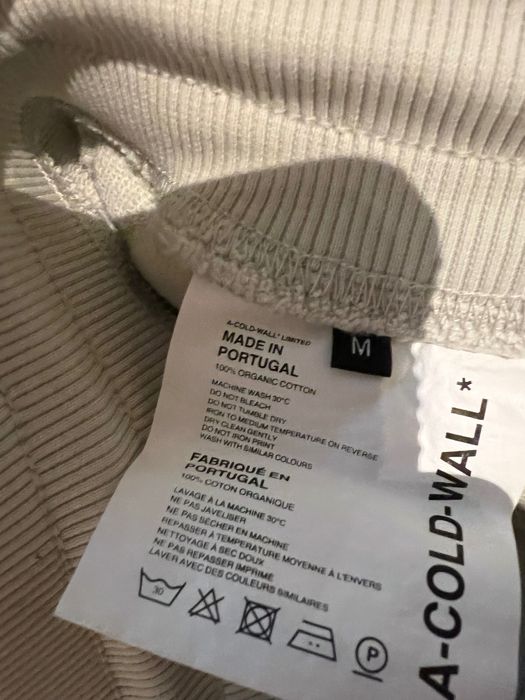 A-COLD-WALL* LIMITED
MADE IN
PORTUGAL
100% ORGANIC COTTON
MACHINE WASH 30°C
DO NOT BLEACH
DO NOT TUMBLE DRY
IRON TO MEDIUM TEMPERATURE ON REVERSE
DRY CLEAN GENTLY
DO NOT IRON PRINT
WASH WITH SIMILAR COLOURS
FABRIQUÉ EN
PORTUGAL
100% COTON ORGANIQUE
LAVAGE À LA MACHINE 30°C
NE PAS JAVELISER
NE PAS SÉCHER EN MACHINE
REPASSER À TEMPERATURE MOYENNE À L'ENVERS
NETTOYAGE À SEC DOUX
NE PAS REPASSER IMPRIMÉ
LAVER AVEC DES COULEURS SIMILAIRES
30
P
M
A-COLD-WALL*